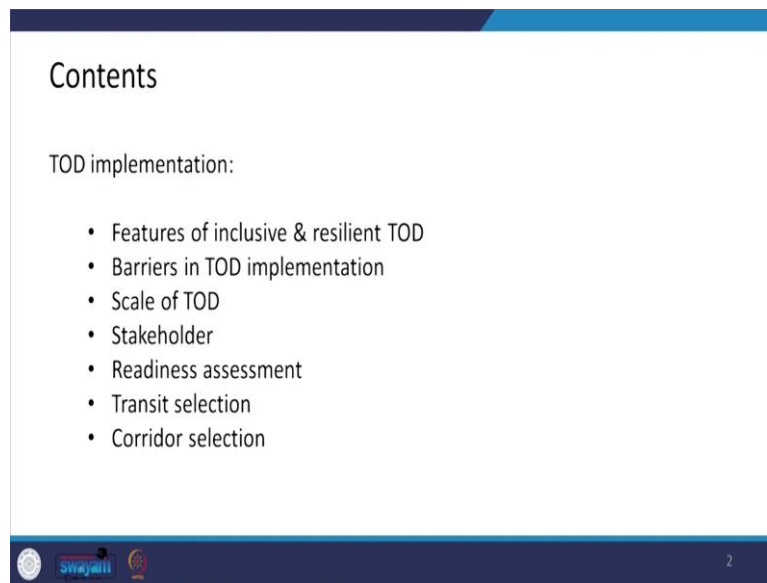 Contents
TOD implementation:
• Features of inclusive & resilient TOD
• Barriers in TOD implementation
• Scale of TOD
• Stakeholder
• Readiness assessment
• Transit selection
• Corridor selection
swayam
2